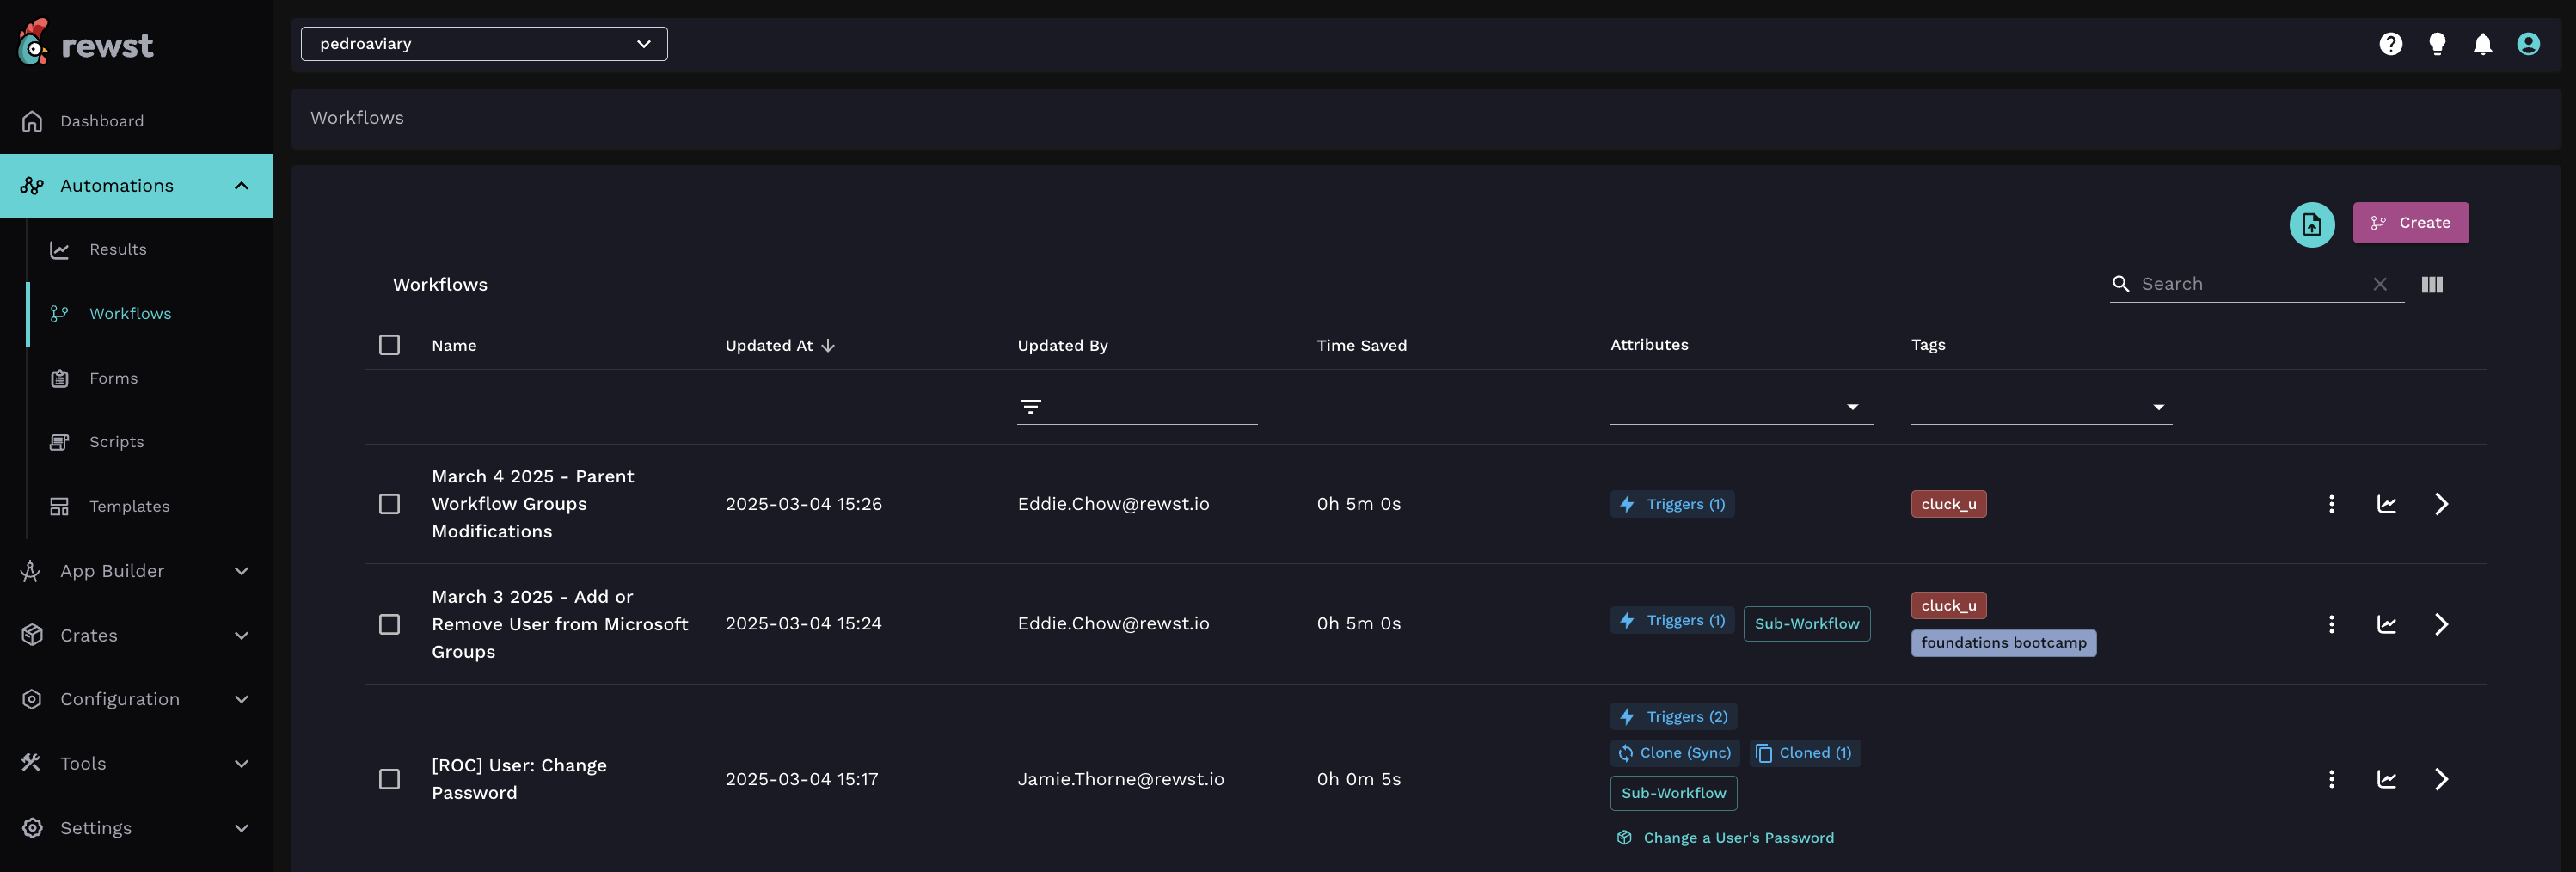 rewst
pedroaviary
Dashboard
Automations
Results
Workflows
Forms
Scripts
Templates
App Builder
Crates
Configuration
Tools
Settings
Workflows
Create
Workflows
Search
Name
Updated At
Updated By
Time Saved
Attributes
Tags
March 4 2025 - Parent
Workflow Groups
Modifications
2025-03-04 15:26
Eddie.Chow@rewst.io
0h 5m 0s
Triggers (1)
cluck_u
March 3 2025 - Add or
Remove User from Microsoft
Groups
2025-03-04 15:24
Eddie.Chow@rewst.io
0h 5m 0s
Triggers (1)
Sub-Workflow
cluck_u
foundations bootcamp
[ROC] User: Change
Password
2025-03-04 15:17
Jamie.Thorne@rewst.io
0h 0m 5s
Triggers (2)
Clone (Sync)
Cloned (1)
Sub-Workflow
Change a User's Password